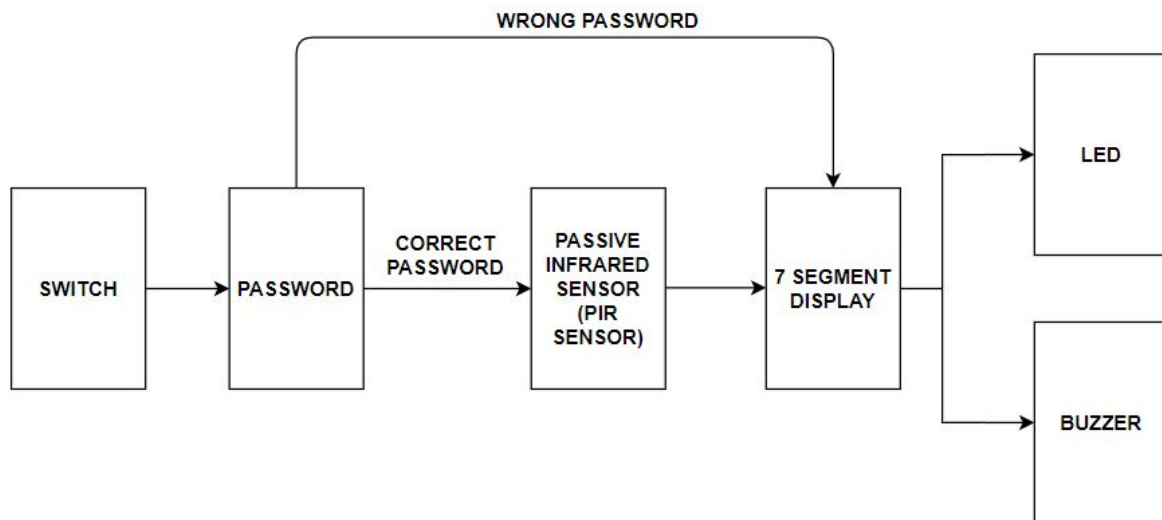 WRONG PASSWORD
LED
SWITCH
PASSWORD
CORRECT
PASSWORD
PASSIVE
INFRARED
SENSOR
(PIR
SENSOR)
7 SEGMENT
DISPLAY
BUZZER